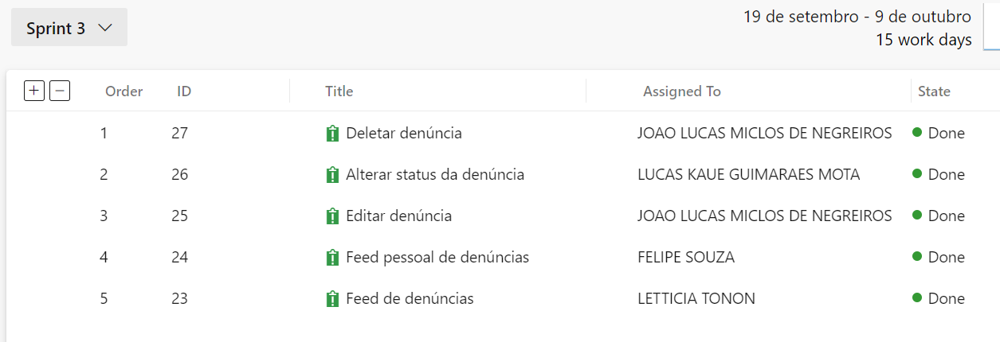 Sprint 3
19 de setembro - 9 de outubro
15 work days
Order ID Title Assigned To State
1 27 Deletar denúncia JOAO LUCAS MICLOS DE NEGREIROS Done
2 26 Alterar status da denúncia LUCAS KAUE GUIMARAES MOTA Done
3 25 Editar denúncia JOAO LUCAS MICLOS DE NEGREIROS Done
4 24 Feed pessoal de denúncias FELIPE SOUZA Done
5 23 Feed de denúncias LETTICIA TONON Done